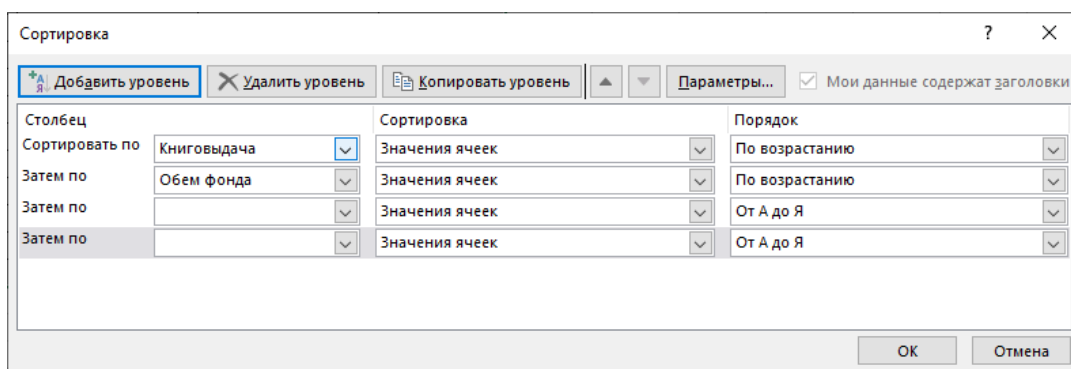 Сортировка ?
Добавить уровень Удалить уровень Копировать уровень Параметры... Мои данные содержат заголовки
Столбец Сортировка Порядок
Сортировать по Книговыдача Значения ячеек По возрастанию
Затем по Обем фонда Значения ячеек По возрастанию
Затем по Значения ячеек От А до Я
Затем по Значения ячеек От А до Я
ОК Отмена